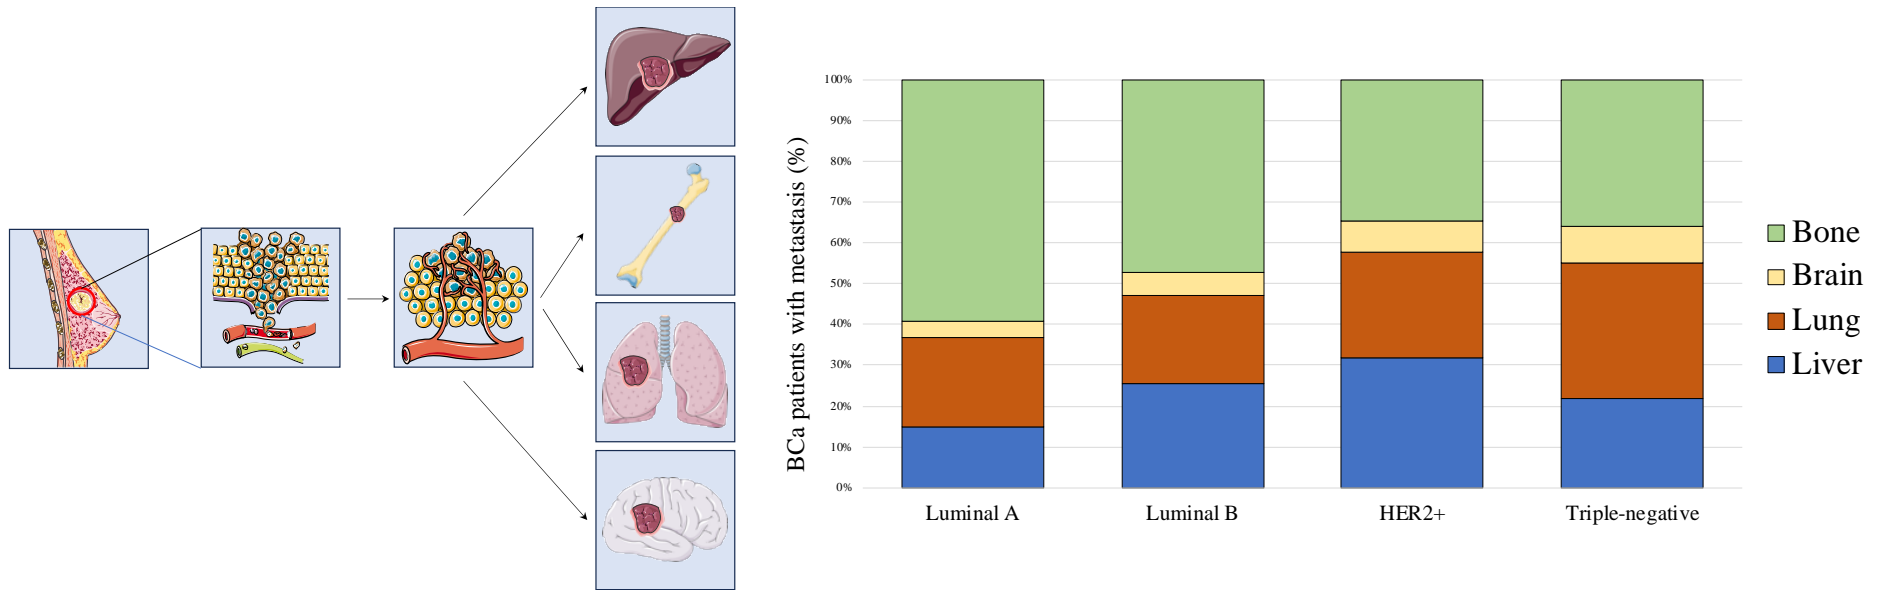 BCa patients with metastasis (%)
100%
90%
80%
70%
60%
50%
40%
30%
20%
10%
0%
Luminal A
Luminal B
HER2+
Triple-negative
Bone
Brain
Lung
Liver